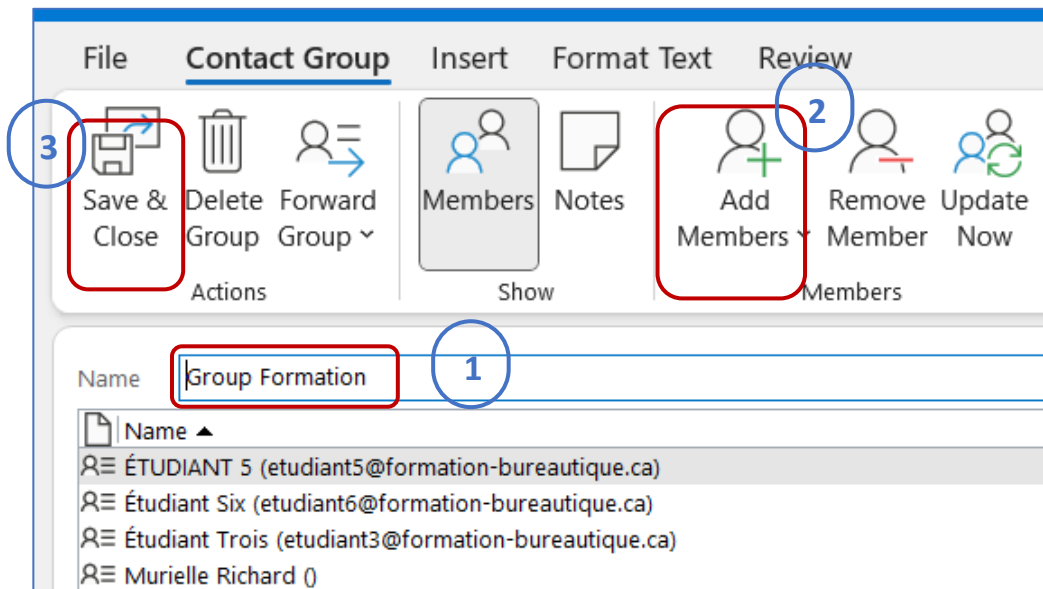 File Contact Group Insert Format Text Review
3
2
Save & Close
Delete Group
Forward Group
Members
Notes
Add Members
Remove Member
Update Now
Actions Show Members
Name Group Formation 1
Name
ÉTUDIANT 5 (etudiant5@formation-bureautique.ca)
Étudiant Six (etudiant6@formation-bureautique.ca)
Étudiant Trois (etudiant3@formation-bureautique.ca)
Murielle Richard ()